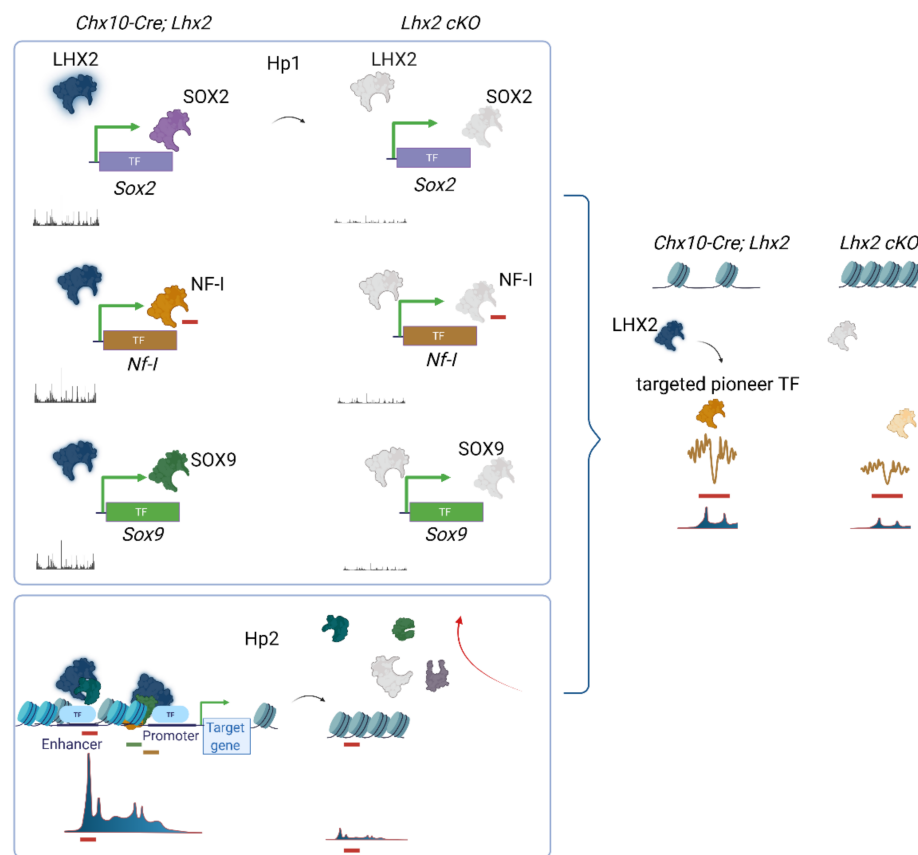 Chx10-Cre; Lhx2
Lhx2 cKO
LHX2
Hp1
LHX2
SOX2
SOX2
TF
TF
Sox2
Sox2
NF-I
NF-I
TF
TF
Nf-I
Nf-I
SOX9
SOX9
TF
TF
Sox9
Sox9
Chx10-Cre; Lhx2
Lhx2 cKO
LHX2
targeted pioneer TF
Hp2
TF
TF
Enhancer
Promoter
Target
gene